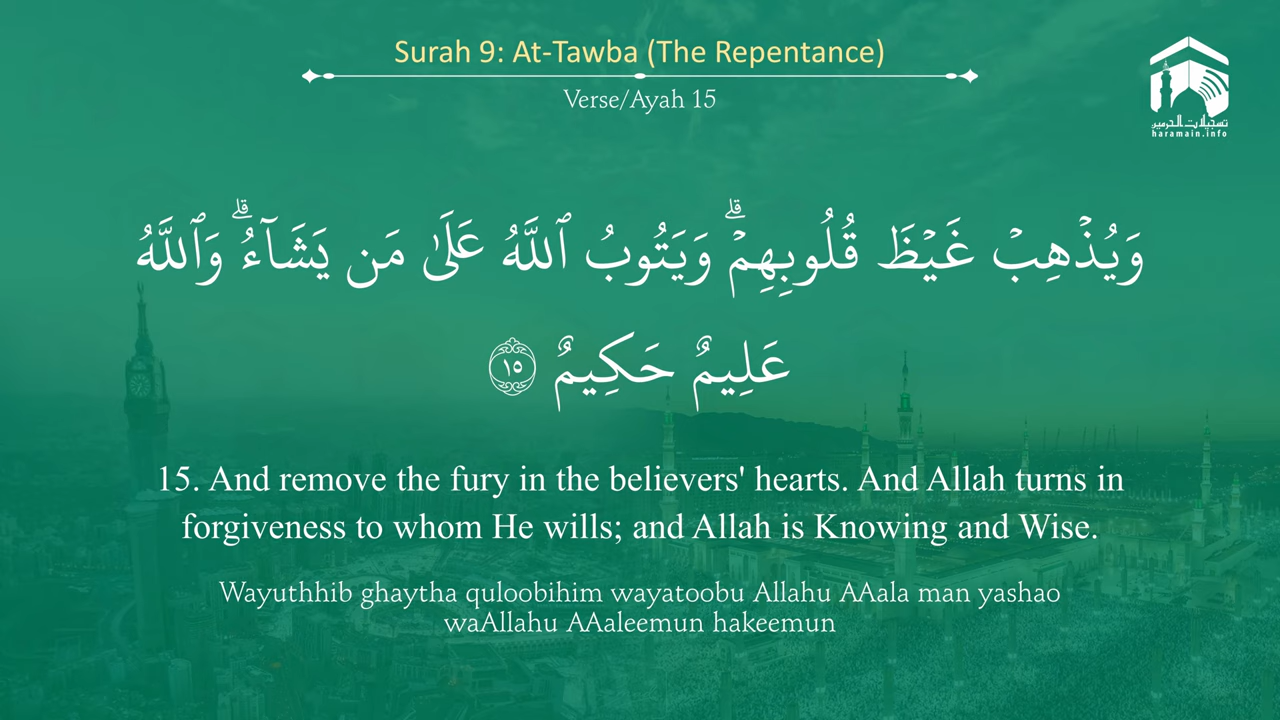 Surah 9: At-Tawba (The Repentance)
Verse/Ayah 15
تسجيلات الحرمين
haramain.info
وَيُذۡهِبۡ غَيۡظَ قُلُوبِهِمۡۗ وَيَتُوبُ ٱللَّهُ عَلَىٰ مَن يَشَآءُۗ وَٱللَّهُ
عَلِيمٌ حَكِيمٌ ١٥
15. And remove the fury in the believers' hearts. And Allah turns in
forgiveness to whom He wills; and Allah is Knowing and Wise.
Wayuthhib ghaytha quloobihim wayatoobu Allahu AAala man yashao
waAllahu AAaleemun hakeemun